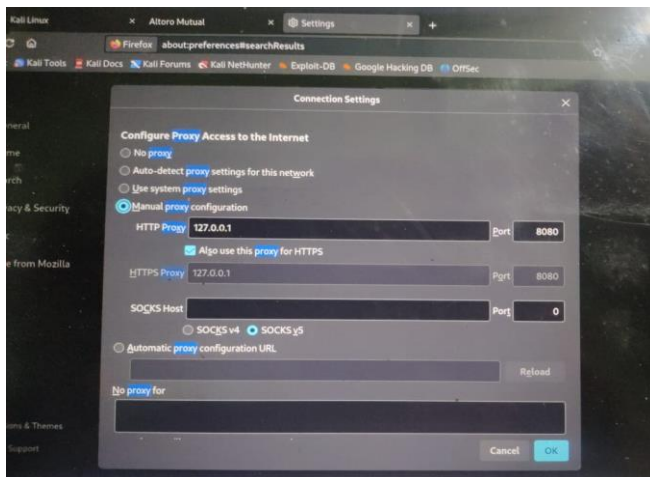 Kali Linux Altoro Mutual Settings
Firefox about:preferences#searchResults
Kali Tools Kali Docs Kali Forums Kali NetHunter Exploit-DB Google Hacking DB OffSec
Connection Settings
Configure Proxy Access to the Internet
No proxy
Auto-detect proxy settings for this network
Use system proxy settings
Manual proxy configuration
HTTP Proxy 127.0.0.1 Port 8080
Also use this proxy for HTTPS
HTTPS Proxy 127.0.0.1 Port 8080
SOCKS Host Port 0
SOCKS v4 SOCKS v5
Automatic proxy configuration URL
Reload
No proxy for
Cancel OK
eneral
me
rch
acy & Security
e from Mozilla
ons & Themes
Support